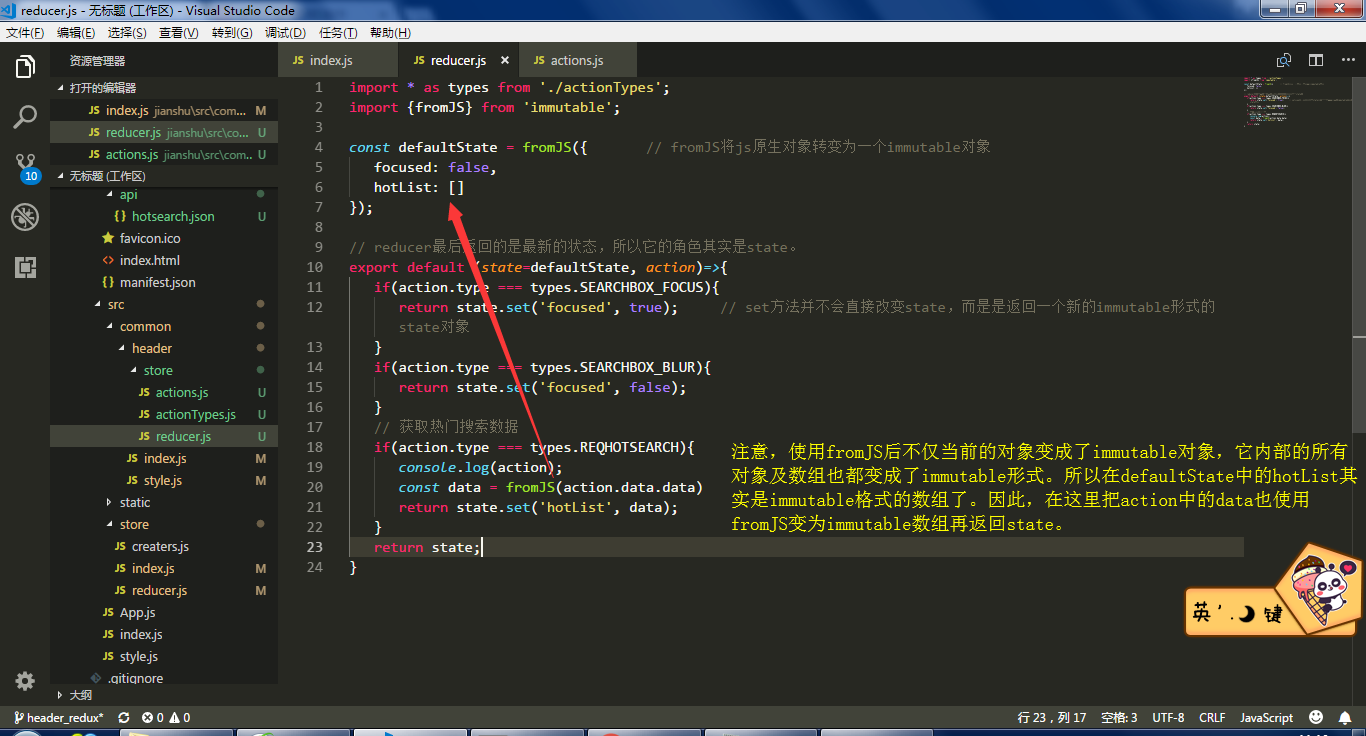 reducer.js - 无标题 (工作区) - Visual Studio Code
文件(F) 编辑(E) 选择(S) 查看(V) 转到(G) 调试(D) 任务(T) 帮助(H)
资源管理器
打开的编辑器
JS index.js jianshu\src\com... M
JS reducer.js jianshu\src\co... U
JS actions.js jianshu\src\com... U
10
无标题 (工作区)
api
{} hotsearch.json U
favicon.ico
<> index.html
{} manifest.json
src
common
header
store
JS actions.js U
JS actionTypes.js U
JS reducer.js U
JS index.js M
JS style.js M
static
store
JS creaters.js
JS index.js M
JS reducer.js M
JS App.js
JS index.js
JS style.js
.gitignore
大纲
JS index.js JS reducer.js × JS actions.js
1 import * as types from './actionTypes';
2 import {fromJS} from 'immutable';
3
4 const defaultState = fromJS({ // fromJS将js原生对象转变为一个immutable对象
5 focused: false,
6 hotList: []
7 });
8
9 // reducer最后返回的是最新的状态，所以它的角色其实是state。
10 export default (state=defaultState, action)=>{
11 if(action.type === types.SEARCHBOX_FOCUS){
12 return state.set('focused', true); // set方法并不会直接改变state，而是是返回一个新的immutable形式的
state对象
13 }
14 if(action.type === types.SEARCHBOX_BLUR){
15 return state.set('focused', false);
16 }
17 // 获取热门搜索数据
18 if(action.type === types.REQHOTSEARCH){
19 console.log(action);
20 const data = fromJS(action.data.data)
21 return state.set('hotList', data);
22 }
23 return state;
24 }
注意，使用fromJS后不仅当前的对象变成了immutable对象，它内部的所有
对象及数组也都变成了immutable形式。所以在defaultState中的hotList其
实是immutable格式的数组了。因此，在这里把action中的data也使用
fromJS变为immutable数组再返回state。
英 ' . 键
header_redux* 0 0 行 23，列 17 空格: 3 UTF-8 CRLF JavaScript